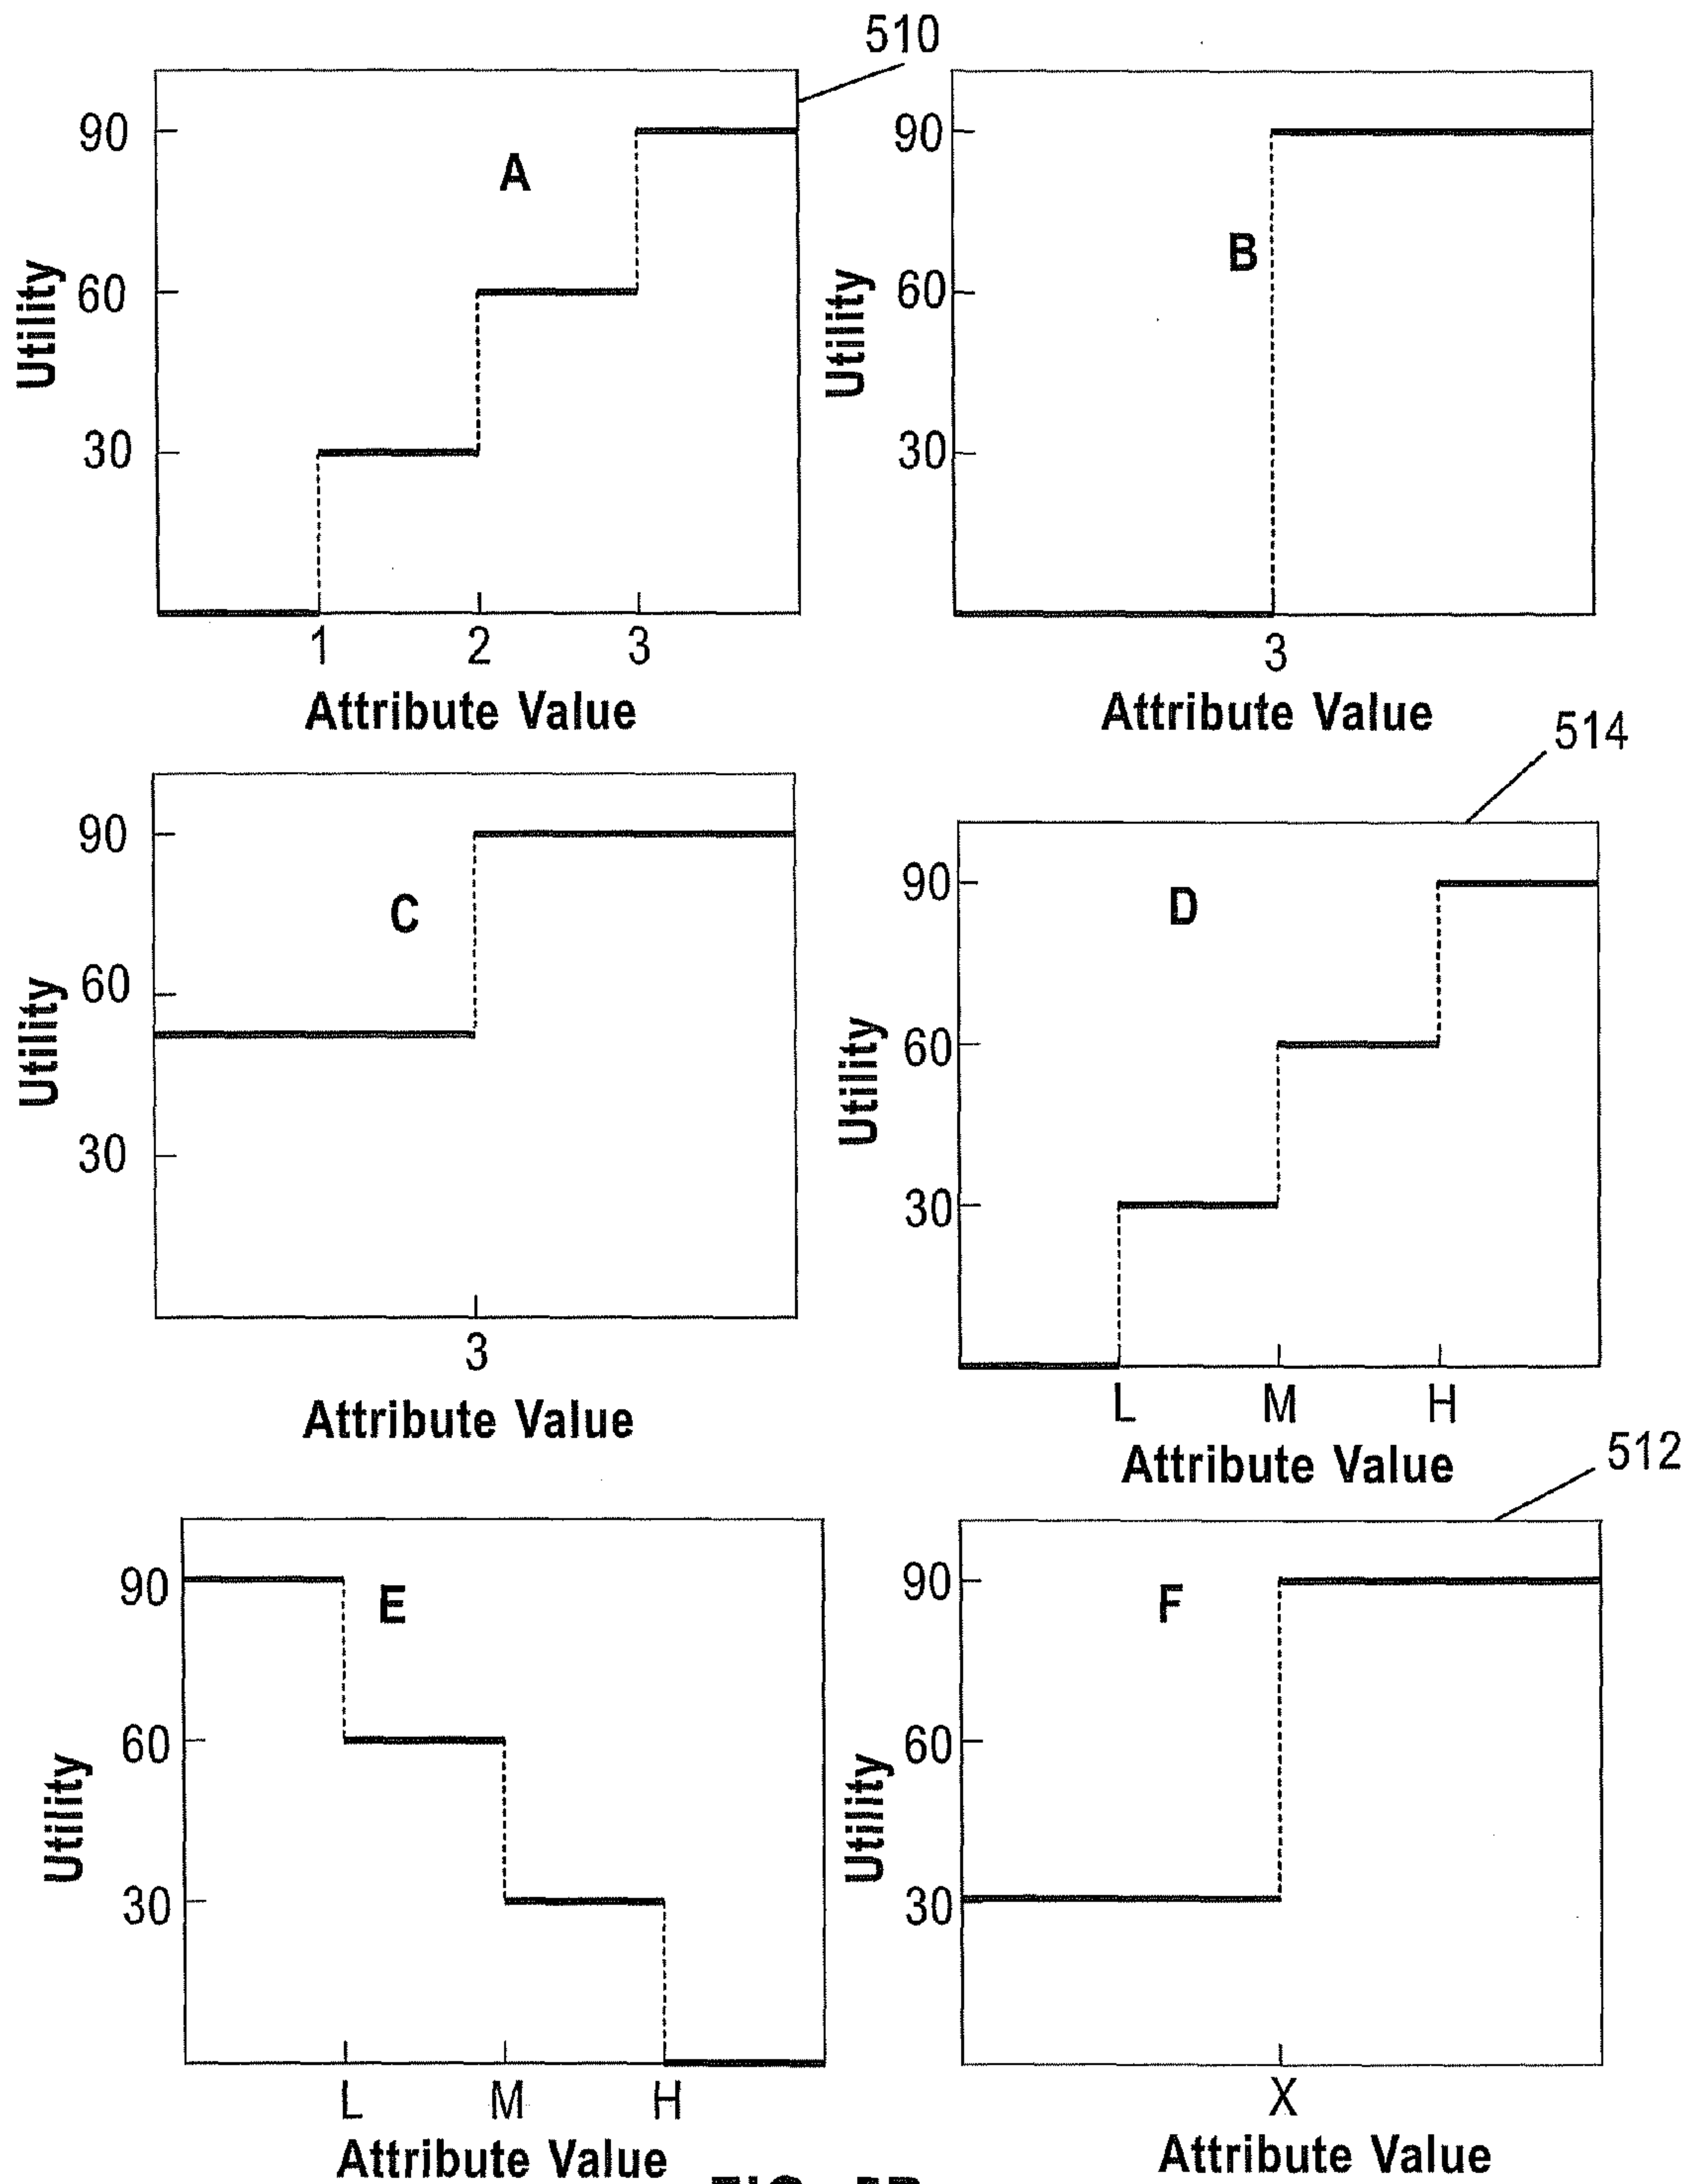 510
90
60
30
Utility
A
1 2 3
Attribute Value
90
60
30
Utility
B
3
Attribute Value
90
60
30
Utility
C
3
Attribute Value
514
90
60
30
Utility
D
L M H
Attribute Value
90
60
30
Utility
E
L M H
Attribute Value
512
90
60
30
Utility
F
X
Attribute Value